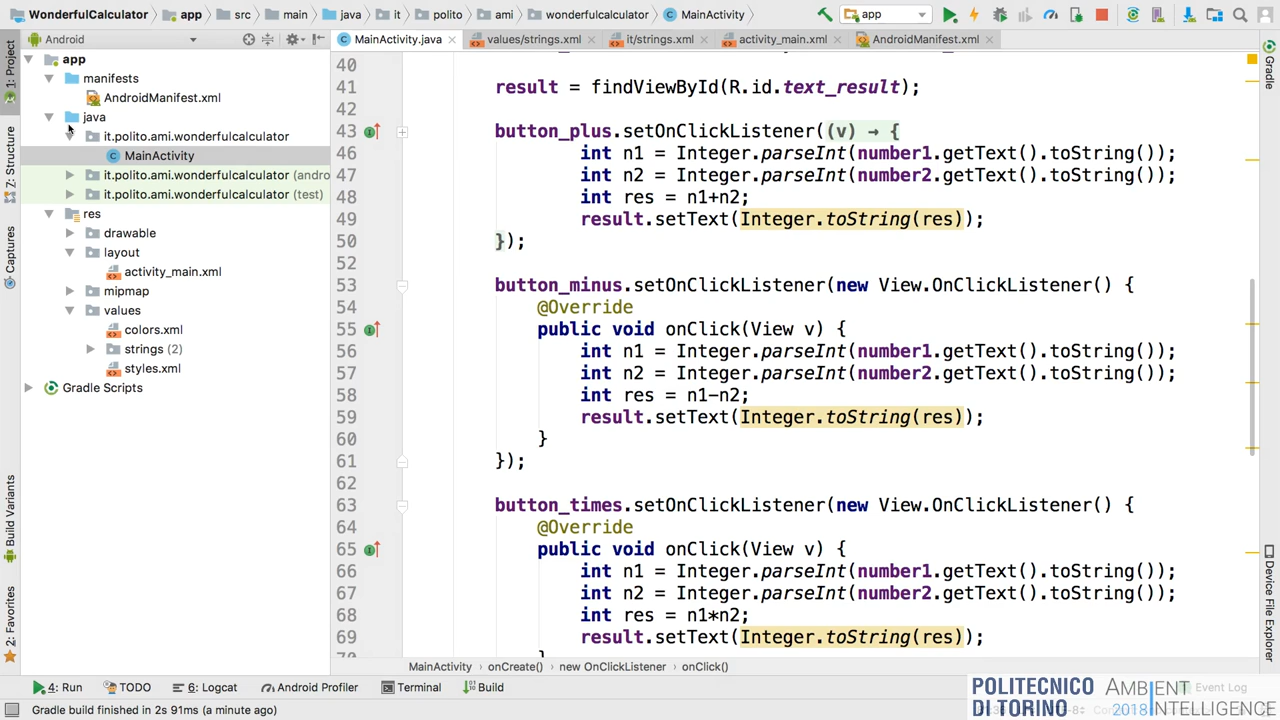 WonderfulCalculator app src main java it polito ami wonderfulcalculator MainActivity app
Android MainActivity.java values/strings.xml it/strings.xml activity_main.xml AndroidManifest.xml
1: Project
Z: Structure
Captures
Build Variants
2: Favorites
app
manifests
AndroidManifest.xml
java
it.polito.ami.wonderfulcalculator
MainActivity
it.polito.ami.wonderfulcalculator (andro
it.polito.ami.wonderfulcalculator (test)
res
drawable
layout
activity_main.xml
mipmap
values
colors.xml
strings (2)
styles.xml
Gradle Scripts
40
41 result = findViewById(R.id.text_result);
42
43 button_plus.setOnClickListener((v) → {
46 int n1 = Integer.parseInt(number1.getText().toString());
47 int n2 = Integer.parseInt(number2.getText().toString());
48 int res = n1+n2;
49 result.setText(Integer.toString(res));
50 });
52
53 button_minus.setOnClickListener(new View.OnClickListener() {
54 @Override
55 public void onClick(View v) {
56 int n1 = Integer.parseInt(number1.getText().toString());
57 int n2 = Integer.parseInt(number2.getText().toString());
58 int res = n1-n2;
59 result.setText(Integer.toString(res));
60 }
61 });
62
63 button_times.setOnClickListener(new View.OnClickListener() {
64 @Override
65 public void onClick(View v) {
66 int n1 = Integer.parseInt(number1.getText().toString());
67 int n2 = Integer.parseInt(number2.getText().toString());
68 int res = n1*n2;
69 result.setText(Integer.toString(res));
MainActivity onCreate() new OnClickListener onClick()
Gradle
Device File Explorer
4: Run TODO 6: Logcat Android Profiler Terminal Build Event Log
Gradle build finished in 2s 91ms (a minute ago)
POLITECNICO
DI TORINO
AMBIENT
2018 INTELLIGENCE